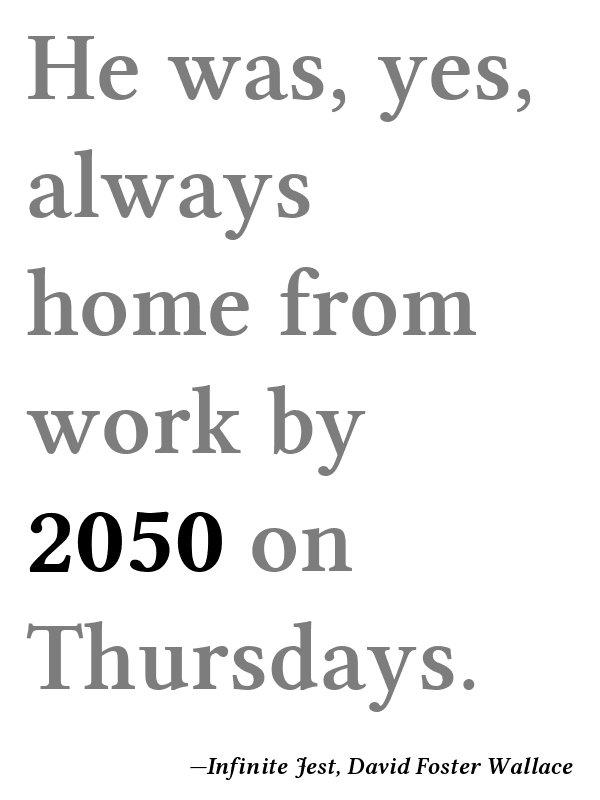 He was, yes,
always
home from
work by
2050 on
Thursdays.
—Infinite Jest, David Foster Wallace